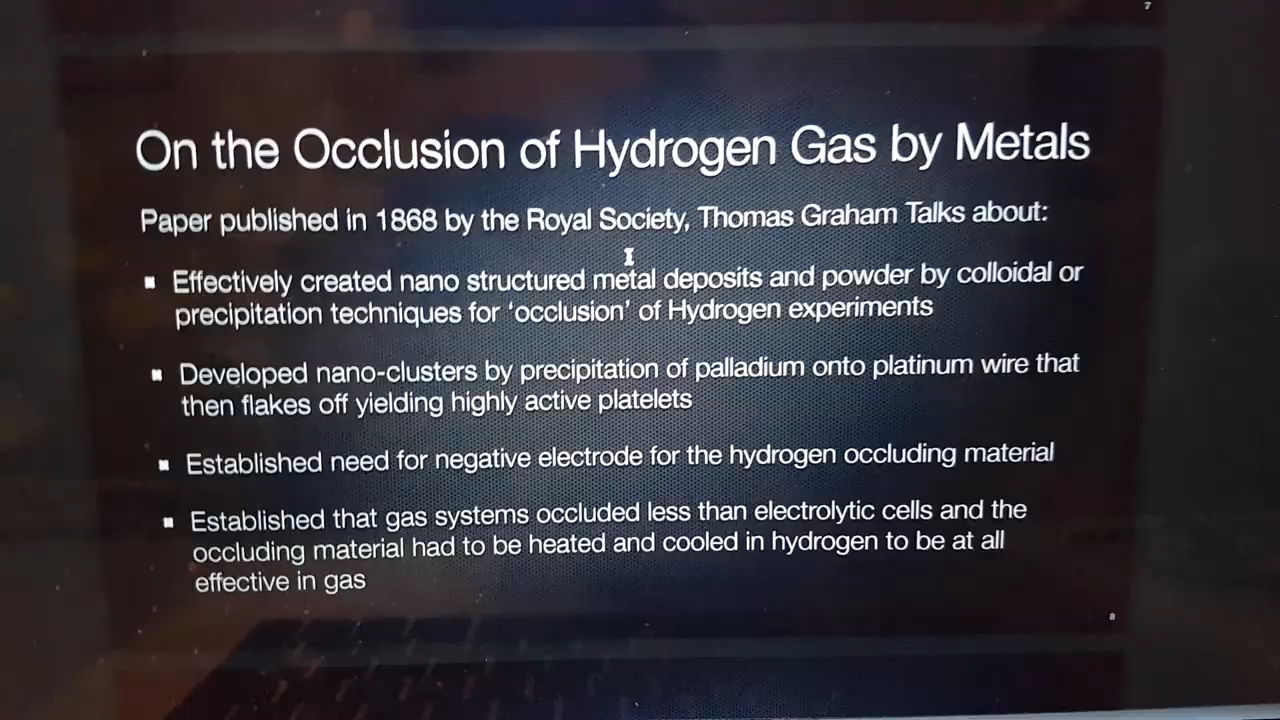 7
On the Occlusion of Hydrogen Gas by Metals
Paper published in 1868 by the Royal Society, Thomas Graham Talks about:
▪ Effectively created nano structured metal deposits and powder by colloidal or
precipitation techniques for ‘occlusion’ of Hydrogen experiments
▪ Developed nano-clusters by precipitation of palladium onto platinum wire that
then flakes off yielding highly active platelets
▪ Established need for negative electrode for the hydrogen occluding material
▪ Established that gas systems occluded less than electrolytic cells and the
occluding material had to be heated and cooled in hydrogen to be at all
effective in gas
8